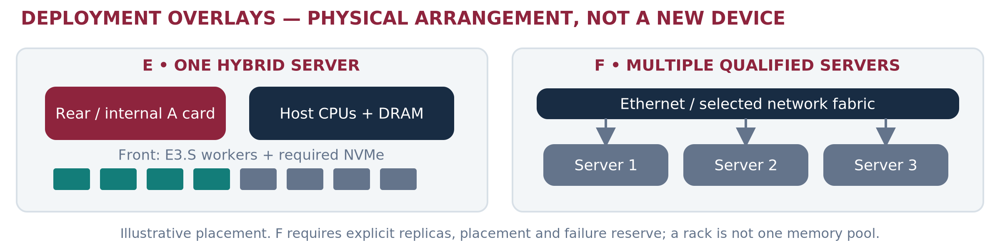 DEPLOYMENT OVERLAYS — PHYSICAL ARRANGEMENT, NOT A NEW DEVICE
E • ONE HYBRID SERVER
Rear / internal A card
Host CPUs + DRAM
Front: E3.S workers + required NVMe
F • MULTIPLE QUALIFIED SERVERS
Ethernet / selected network fabric
Server 1
Server 2
Server 3
Illustrative placement. F requires explicit replicas, placement and failure reserve; a rack is not one memory pool.